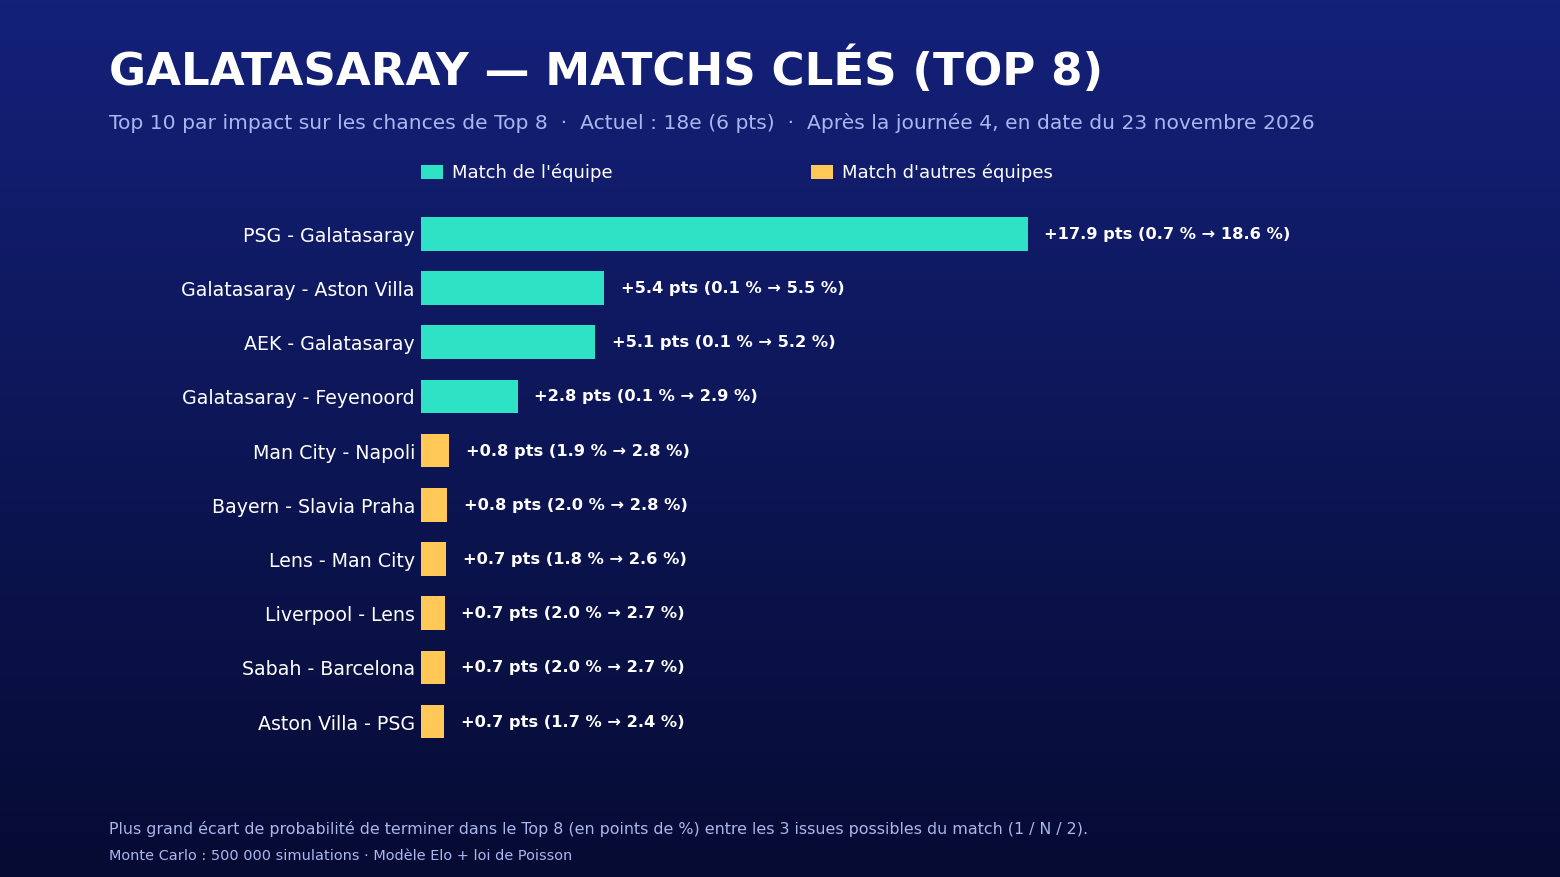 GALATASARAY — MATCHS CLÉS (TOP 8)
Top 10 par impact sur les chances de Top 8 · Actuel : 18e (6 pts) · Après la journée 4, en date du 23 novembre 2026
Match de l'équipe Match d'autres équipes
PSG - Galatasaray +17.9 pts (0.7 % → 18.6 %)
Galatasaray - Aston Villa +5.4 pts (0.1 % → 5.5 %)
AEK - Galatasaray +5.1 pts (0.1 % → 5.2 %)
Galatasaray - Feyenoord +2.8 pts (0.1 % → 2.9 %)
Man City - Napoli +0.8 pts (1.9 % → 2.8 %)
Bayern - Slavia Praha +0.8 pts (2.0 % → 2.8 %)
Lens - Man City +0.7 pts (1.8 % → 2.6 %)
Liverpool - Lens +0.7 pts (2.0 % → 2.7 %)
Sabah - Barcelona +0.7 pts (2.0 % → 2.7 %)
Aston Villa - PSG +0.7 pts (1.7 % → 2.4 %)
Plus grand écart de probabilité de terminer dans le Top 8 (en points de %) entre les 3 issues possibles du match (1 / N / 2).
Monte Carlo : 500 000 simulations · Modèle Elo + loi de Poisson